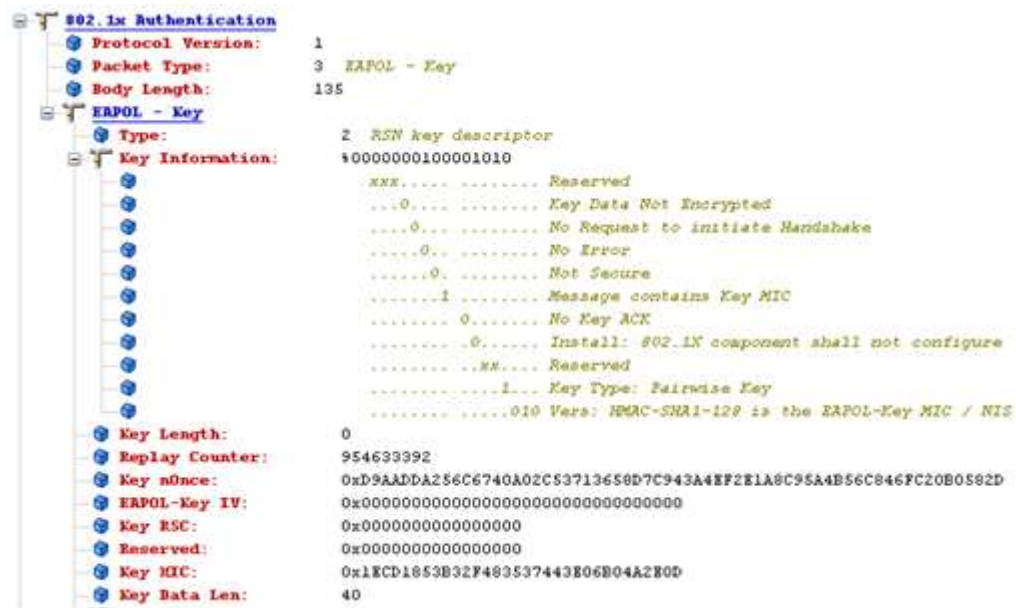 802.1x Authentication
Protocol Version: 1
Packet Type: 3 EAPOL - Key
Body Length: 135
EAPOL - Key
Type: 2 RSN key descriptor
Key Information: %0000000100001010
xxx..... ........ Reserved
...0.... ........ Key Data Not Encrypted
....0... ........ No Request to initiate Handshake
.....0.. ........ No Error
......0. ........ Not Secure
.......1 ........ Message contains Key MIC
........ 0....... No Key ACK
........ .0...... Install: 802.1X component shall not configure
........ ..xx.... Reserved
........ ....1... Key Type: Pairwise Key
........ .....010 Vers: HMAC-SHA1-128 is the EAPOL-Key MIC / NIS
Key Length: 0
Replay Counter: 954633392
Key nOnce: 0xD9AADDA256C6740A02C53713658D7C943A4EF2E1A8C95A4B56C846FC20B0582D
EAPOL-Key IV: 0x00000000000000000000000000000000
Key RSC: 0x0000000000000000
Reserved: 0x0000000000000000
Key MIC: 0x1ECD1853B32F483537443E06B04A2E0D
Key Data Len: 40